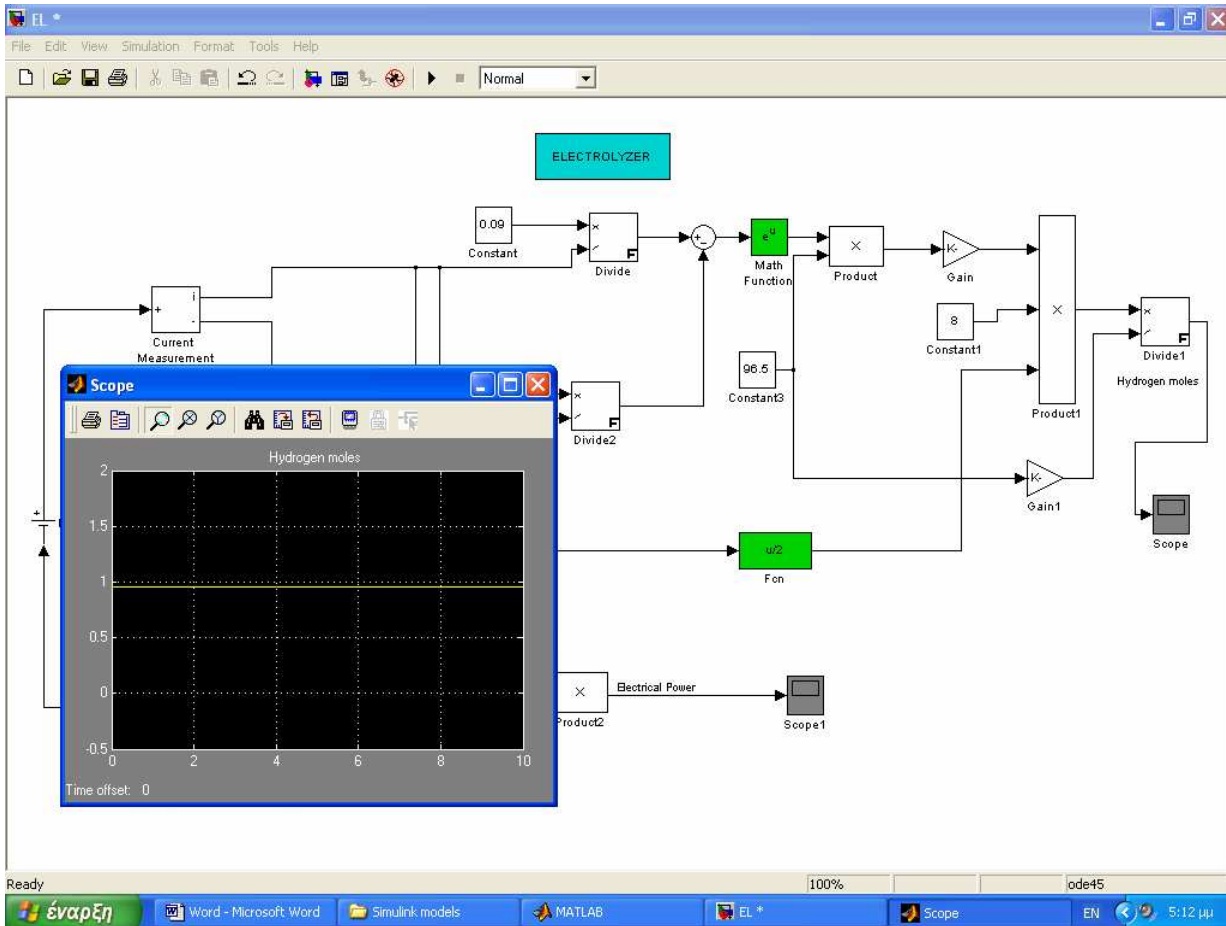 EL *
File Edit View Simulation Format Tools Help
Normal
ELECTROLYZER
0.09
Constant
×
F
Divide
+
-
e^u
Math
Function
×
Product
K-
Gain
8
Constant1
×
Product1
×
F
Divide1
Hydrogen moles
i
+
-
Current
Measurement
96.5
Constant3
×
F
Divide2
K-
Gain1
Scope
u/2
Fcn
×
Product2
Electrical Power
Scope1
+
Scope
Hydrogen moles
2
1.5
1
0.5
0
-0.5
0 2 4 6 8 10
Time offset: 0
Ready 100% ode45
έναρξη Word - Microsoft Word Simulink models MATLAB EL * Scope EN 5:12 μμ